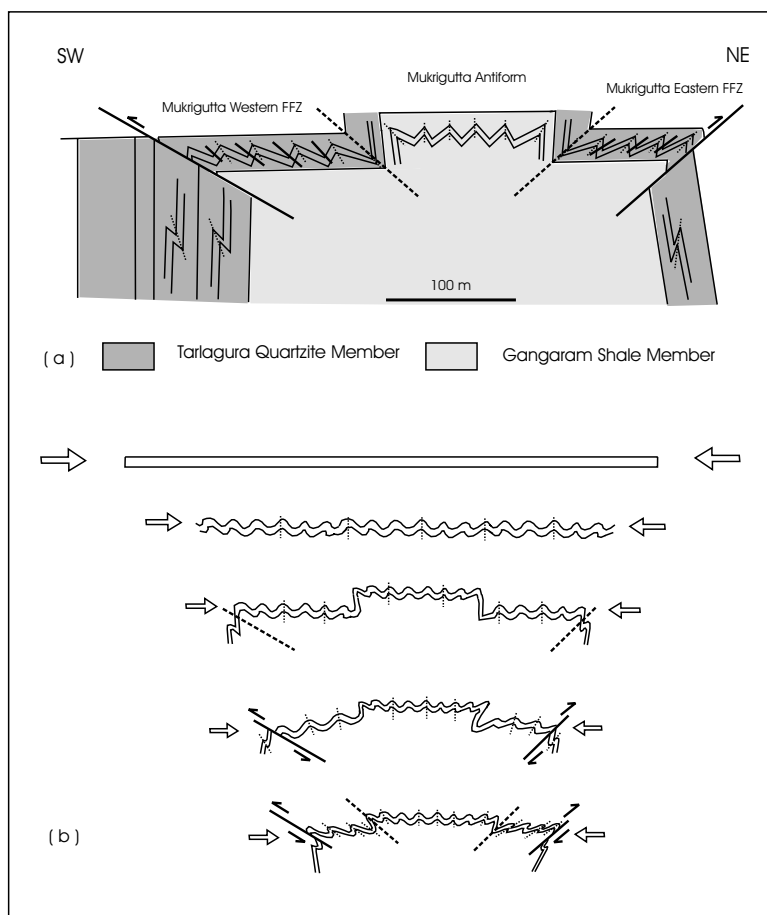 SW
NE
Mukrigutta Antiform
Mukrigutta Western FFZ
Mukrigutta Eastern FFZ
100 m
(a)
Tarlagura Quartzite Member
Gangaram Shale Member
(b)